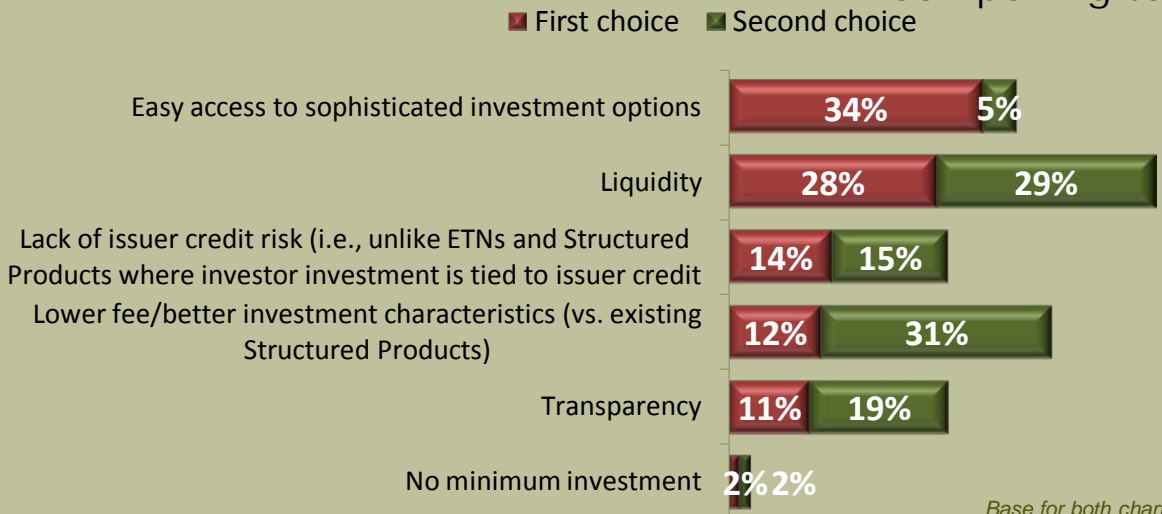 First choice Second choice
Easy access to sophisticated investment options
34% 5%
Liquidity
28% 29%
Lack of issuer credit risk (i.e., unlike ETNs and Structured
Products where investor investment is tied to issuer credit
14% 15%
Lower fee/better investment characteristics (vs. existing
Structured Products)
12% 31%
Transparency
11% 19%
No minimum investment
2% 2%
Base for both